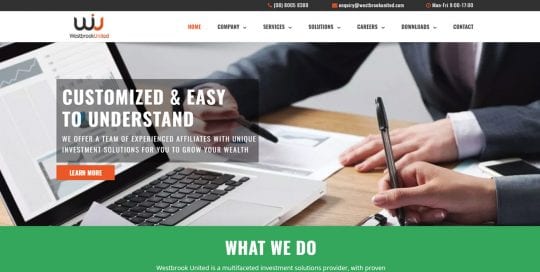 (08) 8005 8388 enquiry@westbrookunited.com Mon-Fri 9:00-17:00
WestbrookUnited
HOME COMPANY SERVICES SOLUTIONS CAREERS DOWNLOADS CONTACT
CUSTOMIZED & EASY
TO UNDERSTAND
WE OFFER A TEAM OF EXPERIENCED AFFILIATES WITH UNIQUE
INVESTMENT SOLUTIONS FOR YOU TO GROW YOUR WEALTH
LEARN MORE
WHAT WE DO
Westbrook United is a multifaceted investment solutions provider, with proven